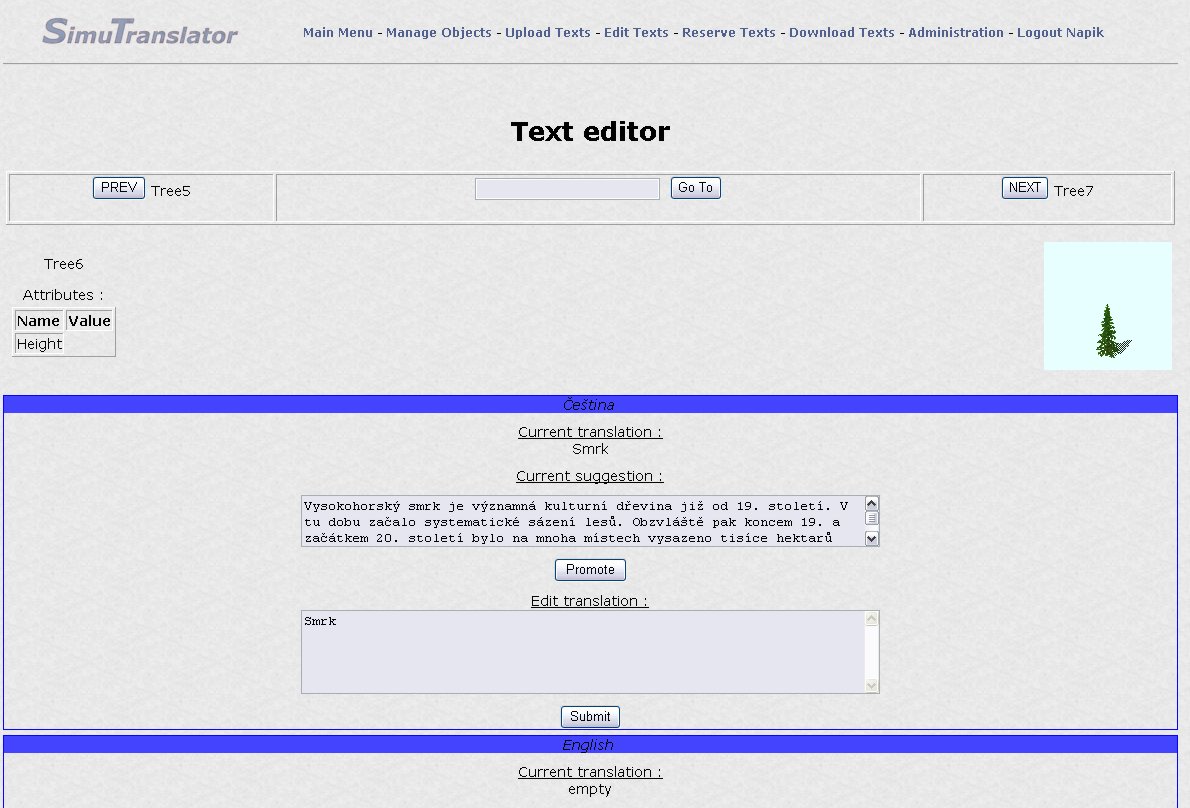 SimuTranslator
Main Menu - Manage Objects - Upload Texts - Edit Texts - Reserve Texts - Download Texts - Administration - Logout Napik
Text editor
PREV Tree5
Go To
NEXT Tree7
Tree6
Attributes :
Name Value
Height
Čeština
Current translation :
Smrk
Current suggestion :
Vysokohorský smrk je významná kulturní dřevina již od 19. století. V
tu dobu začalo systematické sázení lesů. Obzvláště pak koncem 19. a
začátkem 20. století bylo na mnoha místech vysazeno tisíce hektarů
Promote
Edit translation :
Smrk
Submit
English
Current translation :
empty